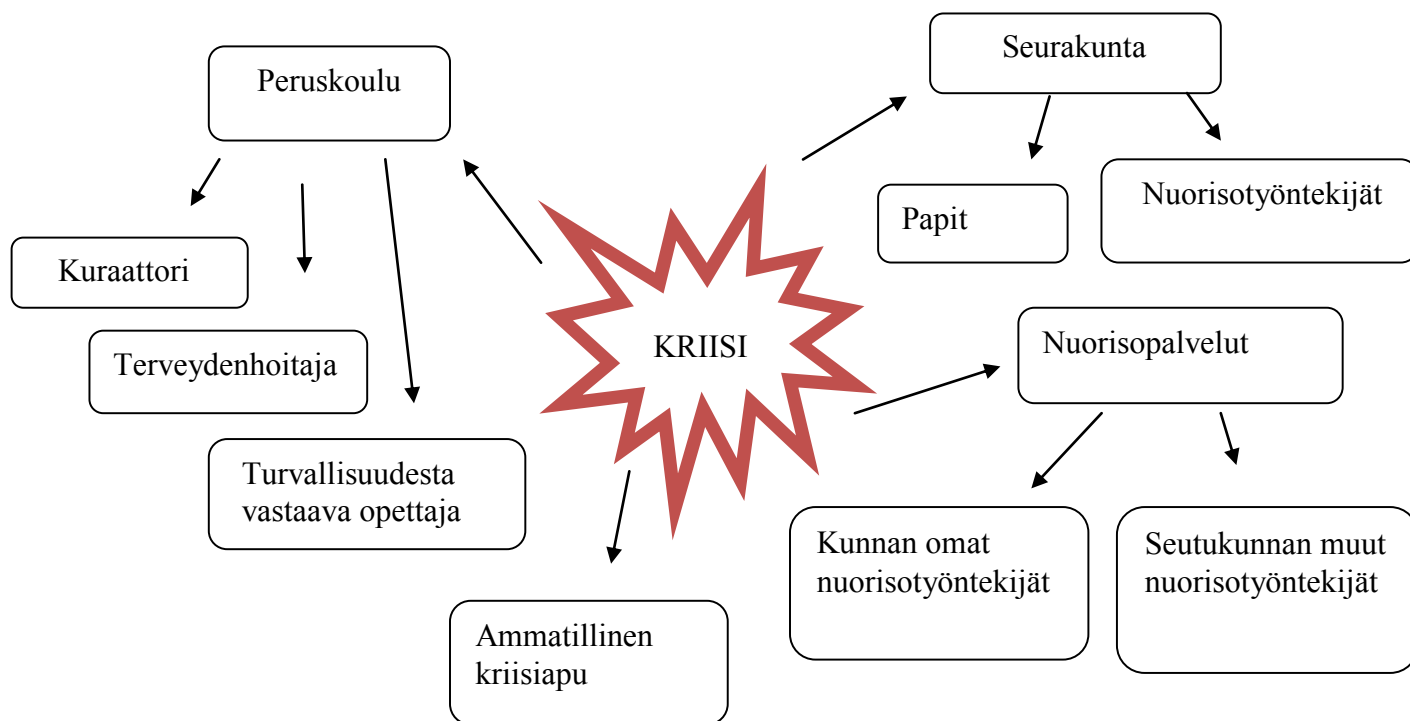 Peruskoulu
Seurakunta
Papit
Nuorisotyöntekijät
Kuraattori
Terveydenhoitaja
KRIISI
Nuorisopalvelut
Turvallisuudesta
vastaava opettaja
Kunnan omat
nuorisotyöntekijät
Seutukunnan muut
nuorisotyöntekijät
Ammatillinen
kriisiapu